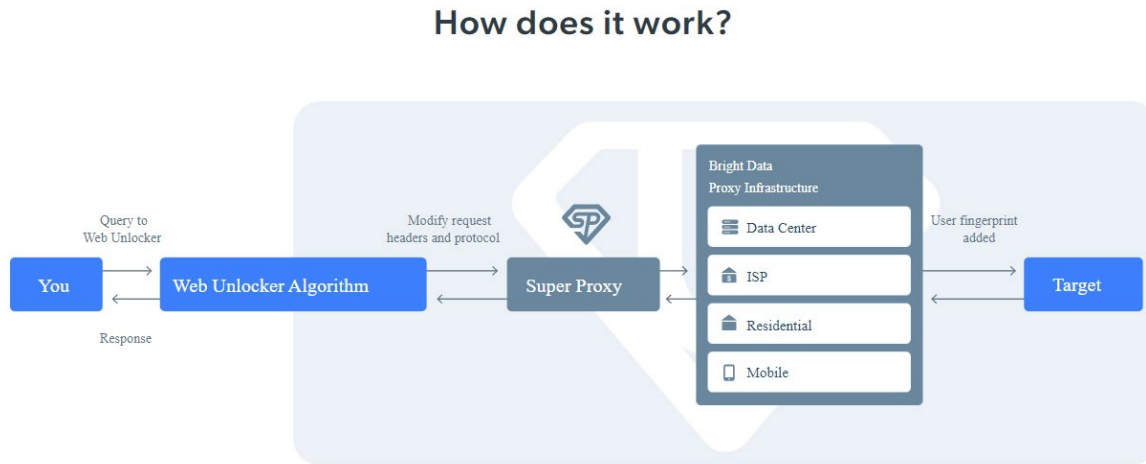 How does it work?
Query to
Web Unlocker
You
Response
Web Unlocker Algorithm
Modify request
headers and protocol
SP
Super Proxy
Bright Data
Proxy Infrastructure
Data Center
$
ISP
Residential
Mobile
User fingerprint
added
Target